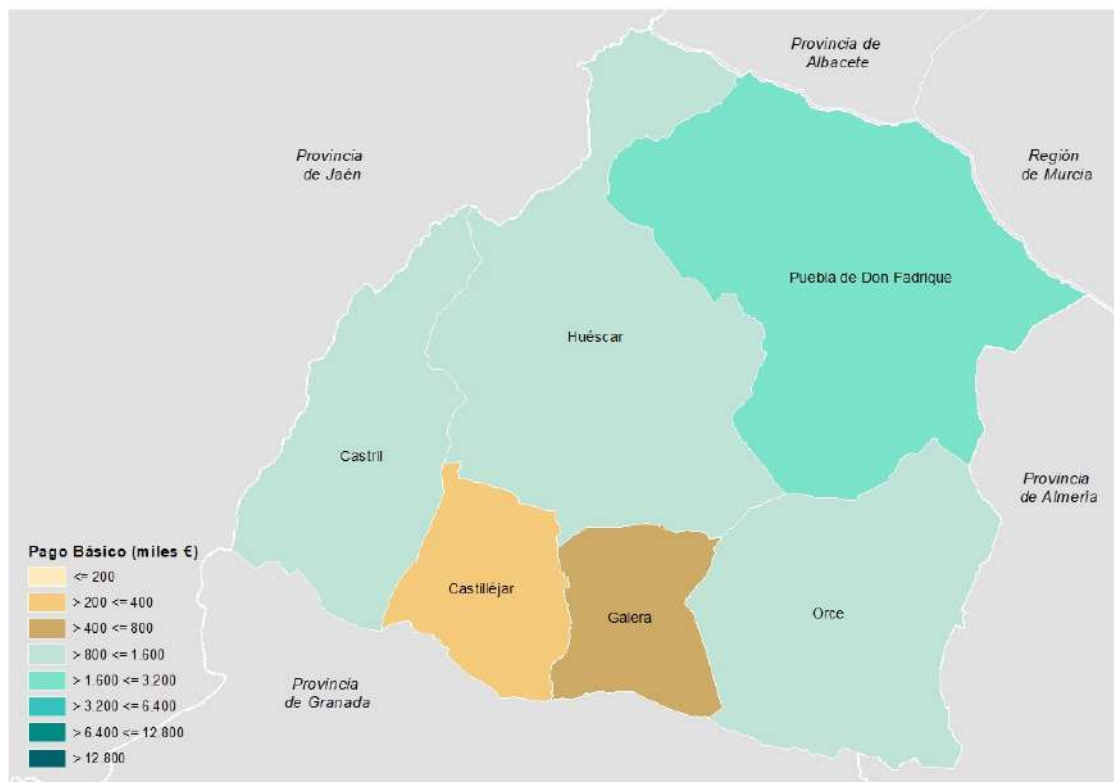 Provincia de
Albacete
Provincia
de Jaén
Región
de Murcia
Puebla de Don Fadrique
Huéscar
Castril
Provincia
de Almería
Castilléjar
Galera
Orce
Provincia
de Granada
Pago Básico (miles €)
<= 200
> 200 <= 400
> 400 <= 800
> 800 <= 1.600
> 1.600 <= 3.200
> 3.200 <= 6.400
> 6.400 <= 12.800
> 12.800